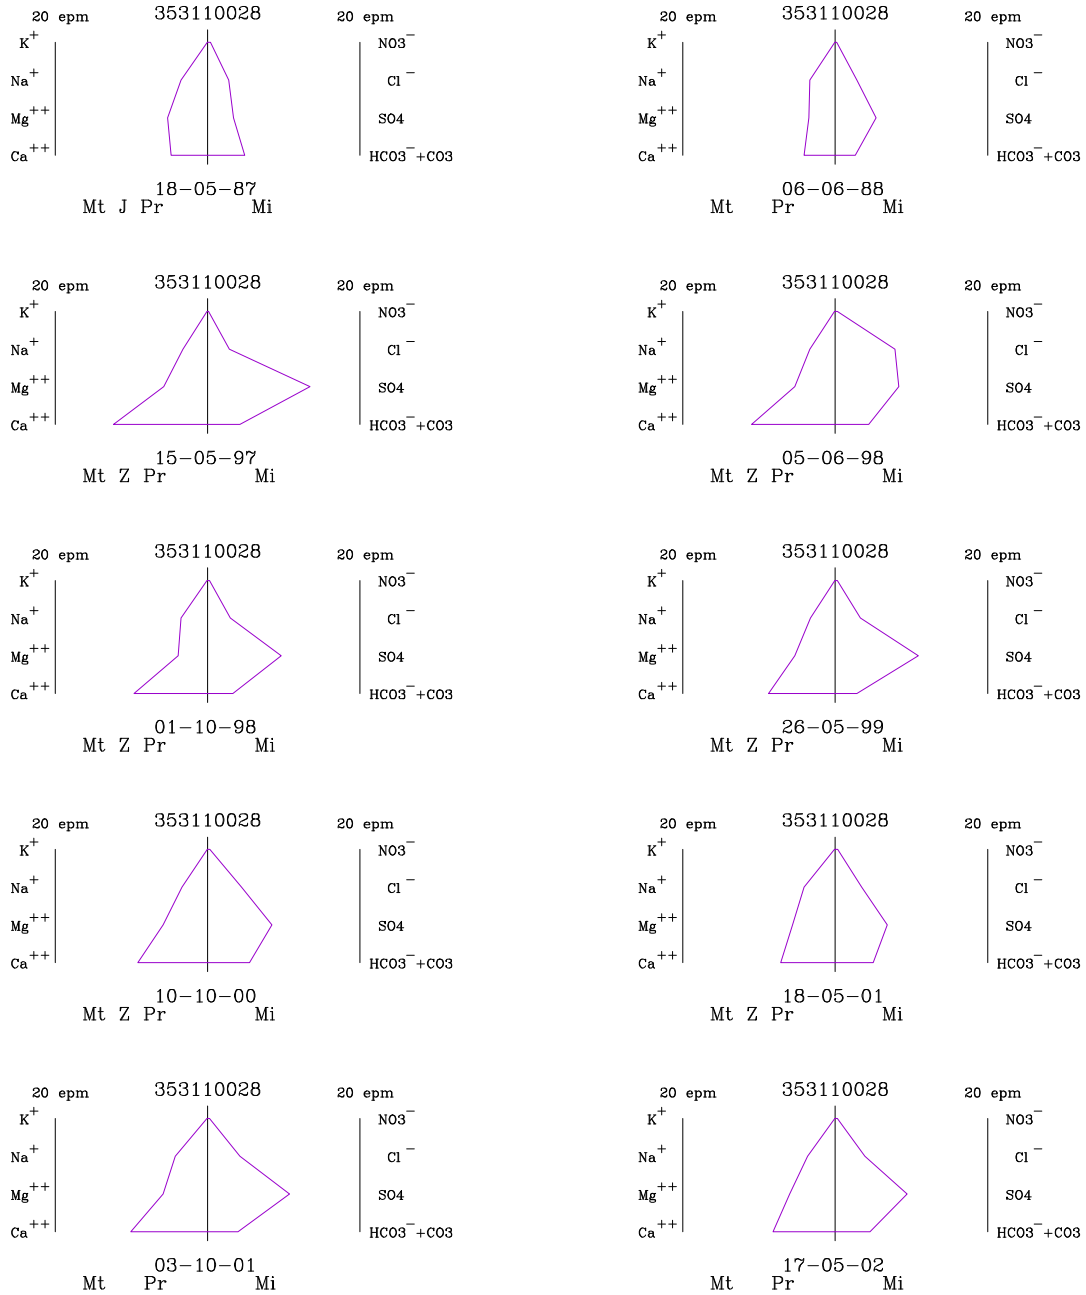 20 epm 353110028 20 epm
K+ NO3−
Na+ Cl−
Mg++ SO4
Ca++ HCO3−+CO3
18-05-87
Mt J Pr Mi
20 epm 353110028 20 epm
K+ NO3−
Na+ Cl−
Mg++ SO4
Ca++ HCO3−+CO3
06-06-88
Mt Pr Mi
20 epm 353110028 20 epm
K+ NO3−
Na+ Cl−
Mg++ SO4
Ca++ HCO3−+CO3
15-05-97
Mt Z Pr Mi
20 epm 353110028 20 epm
K+ NO3−
Na+ Cl−
Mg++ SO4
Ca++ HCO3−+CO3
05-06-98
Mt Z Pr Mi
20 epm 353110028 20 epm
K+ NO3−
Na+ Cl−
Mg++ SO4
Ca++ HCO3−+CO3
01-10-98
Mt Z Pr Mi
20 epm 353110028 20 epm
K+ NO3−
Na+ Cl−
Mg++ SO4
Ca++ HCO3−+CO3
26-05-99
Mt Z Pr Mi
20 epm 353110028 20 epm
K+ NO3−
Na+ Cl−
Mg++ SO4
Ca++ HCO3−+CO3
10-10-00
Mt Z Pr Mi
20 epm 353110028 20 epm
K+ NO3−
Na+ Cl−
Mg++ SO4
Ca++ HCO3−+CO3
18-05-01
Mt Z Pr Mi
20 epm 353110028 20 epm
K+ NO3−
Na+ Cl−
Mg++ SO4
Ca++ HCO3−+CO3
03-10-01
Mt Pr Mi
20 epm 353110028 20 epm
K+ NO3−
Na+ Cl−
Mg++ SO4
Ca++ HCO3−+CO3
17-05-02
Mt Pr Mi